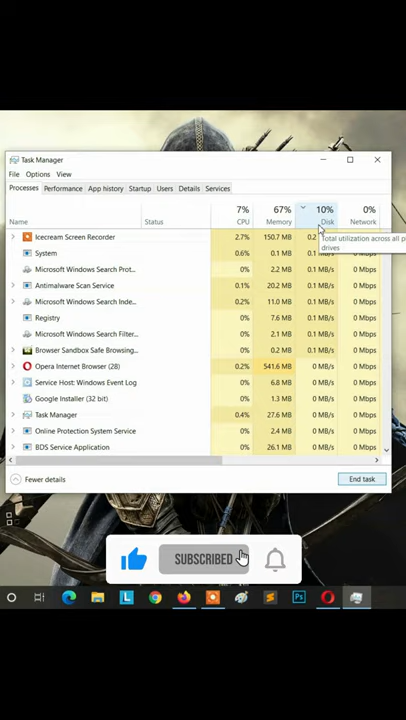 Task Manager
File Options View
Processes Performance App history Startup Users Details Services
7% 67% 10% 0%
Name Status CPU Memory Disk Network
Icecream Screen Recorder 2.7% 150.7 MB 0.2
System 0.6% 0.1 MB 0.1 MB/s 0 Mbps
Total utilization across all p
drives
Microsoft Windows Search Prot... 0% 2.2 MB 0.1 MB/s 0 Mbps
Antimalware Scan Service 0.1% 20.2 MB 0.1 MB/s 0 Mbps
Microsoft Windows Search Inde... 0.2% 11.0 MB 0.1 MB/s 0 Mbps
Registry 0% 7.6 MB 0.1 MB/s 0 Mbps
Microsoft Windows Search Filter... 0% 2.1 MB 0.1 MB/s 0 Mbps
Browser Sandbox Safe Browsing... 0% 0.2 MB 0.1 MB/s 0 Mbps
Opera Internet Browser (28) 0.2% 541.6 MB 0 MB/s 0 Mbps
Service Host: Windows Event Log 0% 6.8 MB 0 MB/s 0 Mbps
Google Installer (32 bit) 0% 1.3 MB 0 MB/s 0 Mbps
Task Manager 0.4% 27.6 MB 0 MB/s 0 Mbps
Online Protection System Service 0% 2.4 MB 0 MB/s 0 Mbps
BDS Service Application 0% 26.1 MB 0 MB/s 0 Mbps
Fewer details End task
SUBSCRIBED
L S Ps